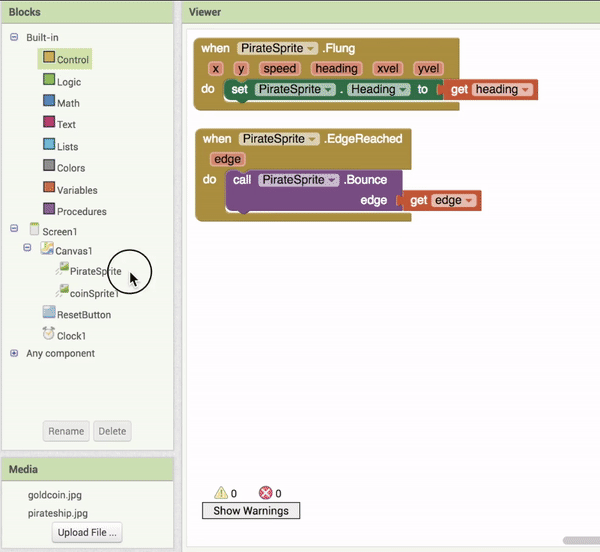 Blocks
Built-in
Control
Logic
Math
Text
Lists
Colors
Variables
Procedures
Screen1
Canvas1
PirateSprite
coinSprite1
ResetButton
Clock1
Any component
Rename Delete
Media
goldcoin.jpg
pirateship.jpg
Upload File ...
Viewer
when PirateSprite .Flung
x y speed heading xvel yvel
do set PirateSprite . Heading to get heading
when PirateSprite .EdgeReached
edge
do call PirateSprite .Bounce
edge get edge
0 0
Show Warnings